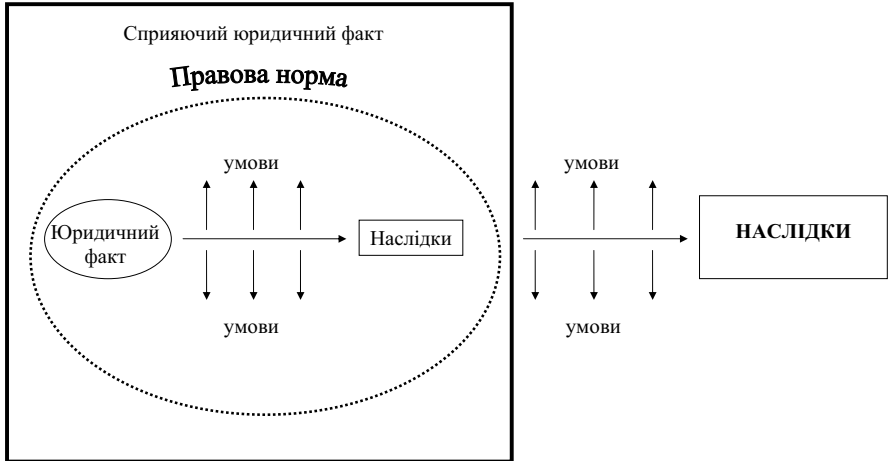 Сприяючий юридичний факт
Правова норма
умови
умови
Юридичний
факт
Наслідки
НАСЛІДКИ
умови
умови